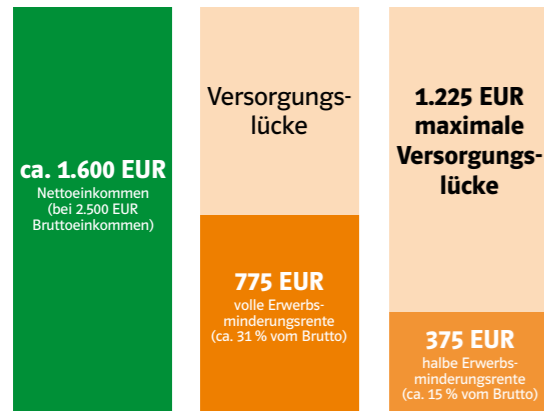 ca. 1.600 EUR
Nettoeinkommen
(bei 2.500 EUR
Bruttoeinkommen)
Versorgungs-
lücke
775 EUR
volle Erwerbs-
minderungsrente
(ca. 31 % vom Brutto)
1.225 EUR
maximale
Versorgungs-
lücke
375 EUR
halbe Erwerbs-
minderungsrente
(ca. 15 % vom Brutto)